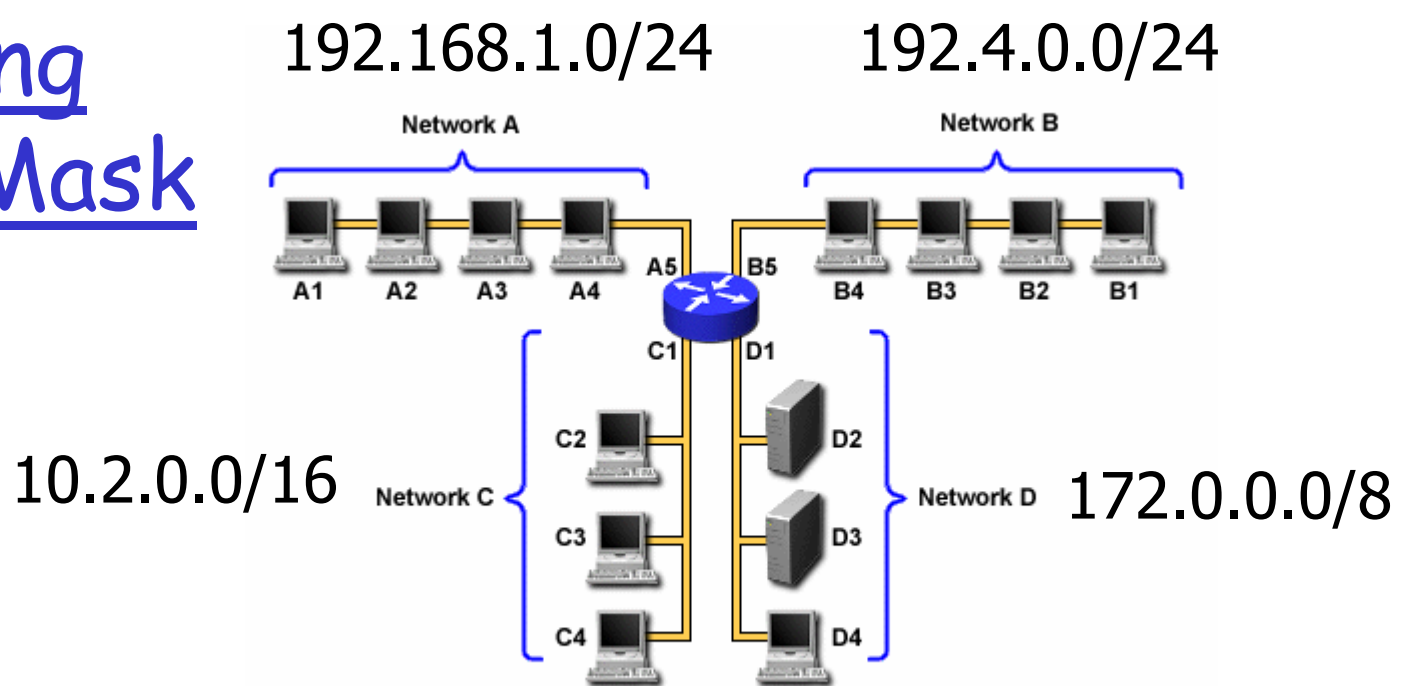 ng
Mask
192.168.1.0/24
192.4.0.0/24
Network A
Network B
A1 A2 A3 A4
A5 B5
B4 B3 B2 B1
C1 D1
C2
D2
10.2.0.0/16
Network C
Network D
172.0.0.0/8
C3
D3
C4
D4